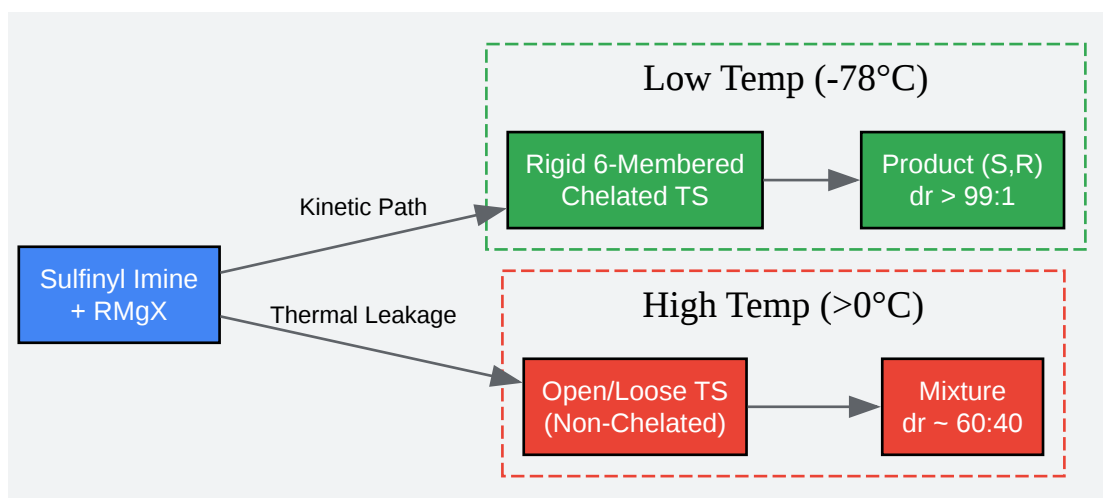 Low Temp (-78°C)
Rigid 6-Membered
Chelated TS
Product (S,R)
dr > 99:1
Kinetic Path
Sulfinyl Imine
+ RMgX
Thermal Leakage
High Temp (>0°C)
Open/Loose TS
(Non-Chelated)
Mixture
dr ~ 60:40